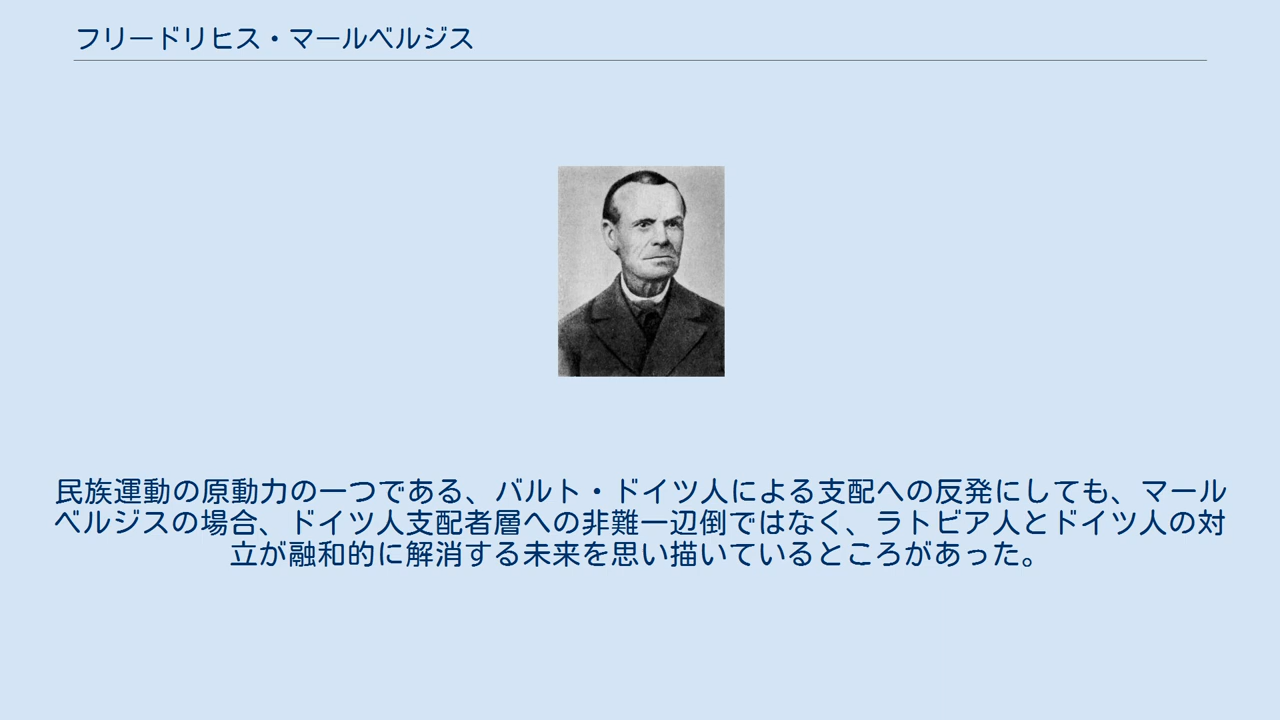 フリードリヒス・マールベルジス
民族運動の原動力の一つである、バルト・ドイツ人による支配への反発にしても、マール
ベルジスの場合、ドイツ人支配者層への非難一辺倒ではなく、ラトビア人とドイツ人の対
立が融和的に解消する未来を思い描いているところがあった。